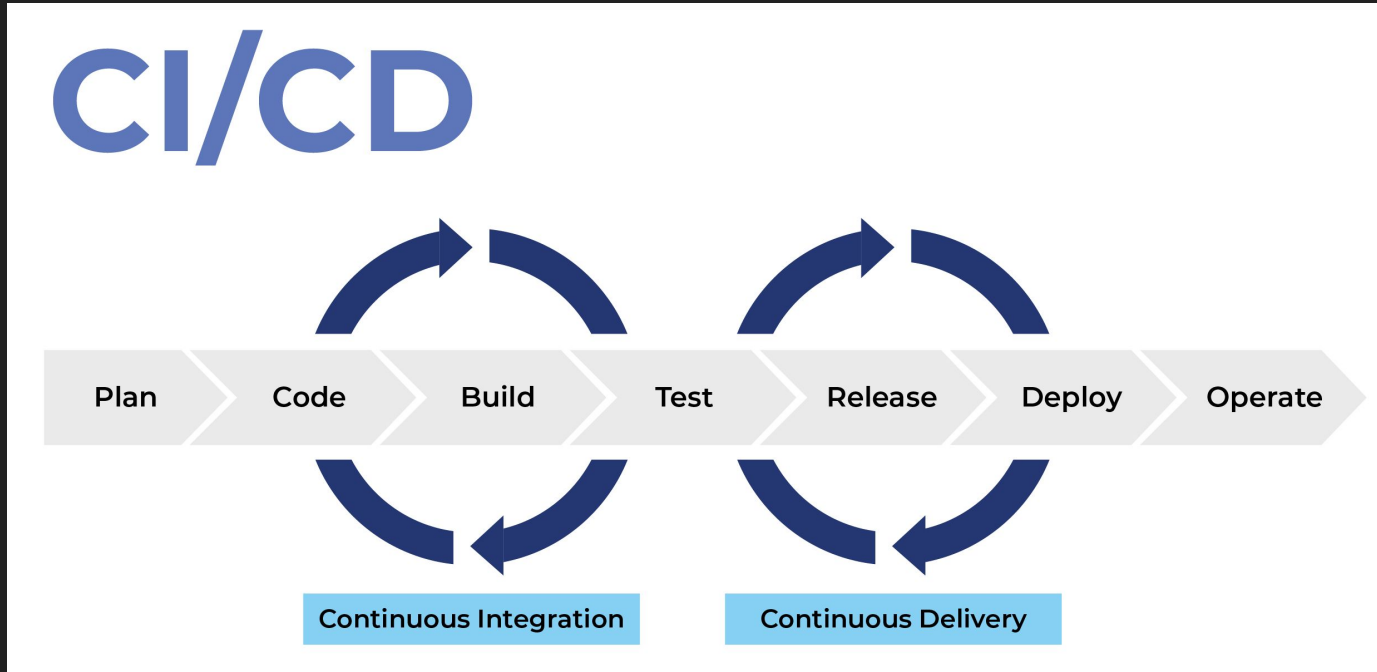 CI/CD
Plan Code Build Test Release Deploy Operate
Continuous Integration Continuous Delivery